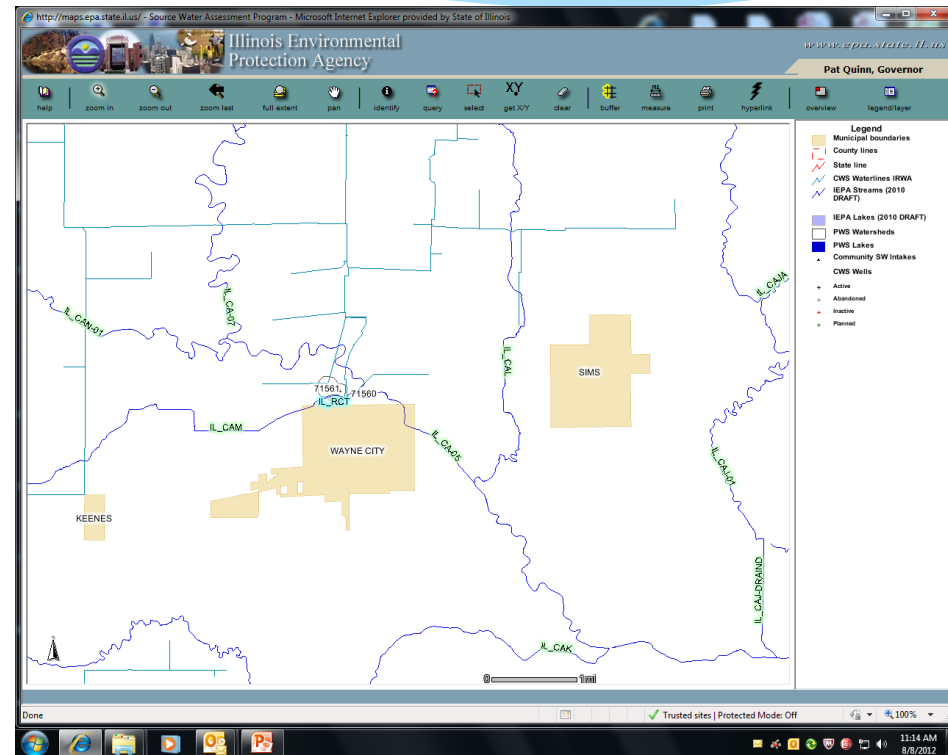 http://maps.epa.state.il.us/ - Source Water Assessment Program - Microsoft Internet Explorer provided by State of Illinois
Illinois Environmental
Protection Agency
www.epa.state.il.us
Pat Quinn, Governor
help
zoom in
zoom out
zoom last
full extent
pan
identify
query
select
XY
get X/Y
clear
buffer
measure
print
hyperlink
overview
legend/layer
Legend
Municipal boundaries
County lines
State line
CWS Waterlines IRWA
IEPA Streams (2010
DRAFT)
IEPA Lakes (2010 DRAFT)
PWS Watersheds
PWS Lakes
Community SW Intakes
CWS Wells
Active
Abandoned
Inactive
Planned
IL_CAJA
IL_CA-07
IL_CAN-01
IL_CAL
SIMS
71561
71560
IL_RCT
IL_CAM
IL_CA-05
WAYNE CITY
IL_CAJ-01
KEENES
IL_CAJ-DRAIND
IL_CAK
0 1mi
Done
Trusted sites | Protected Mode: Off
100%
11:14 AM
8/8/2012